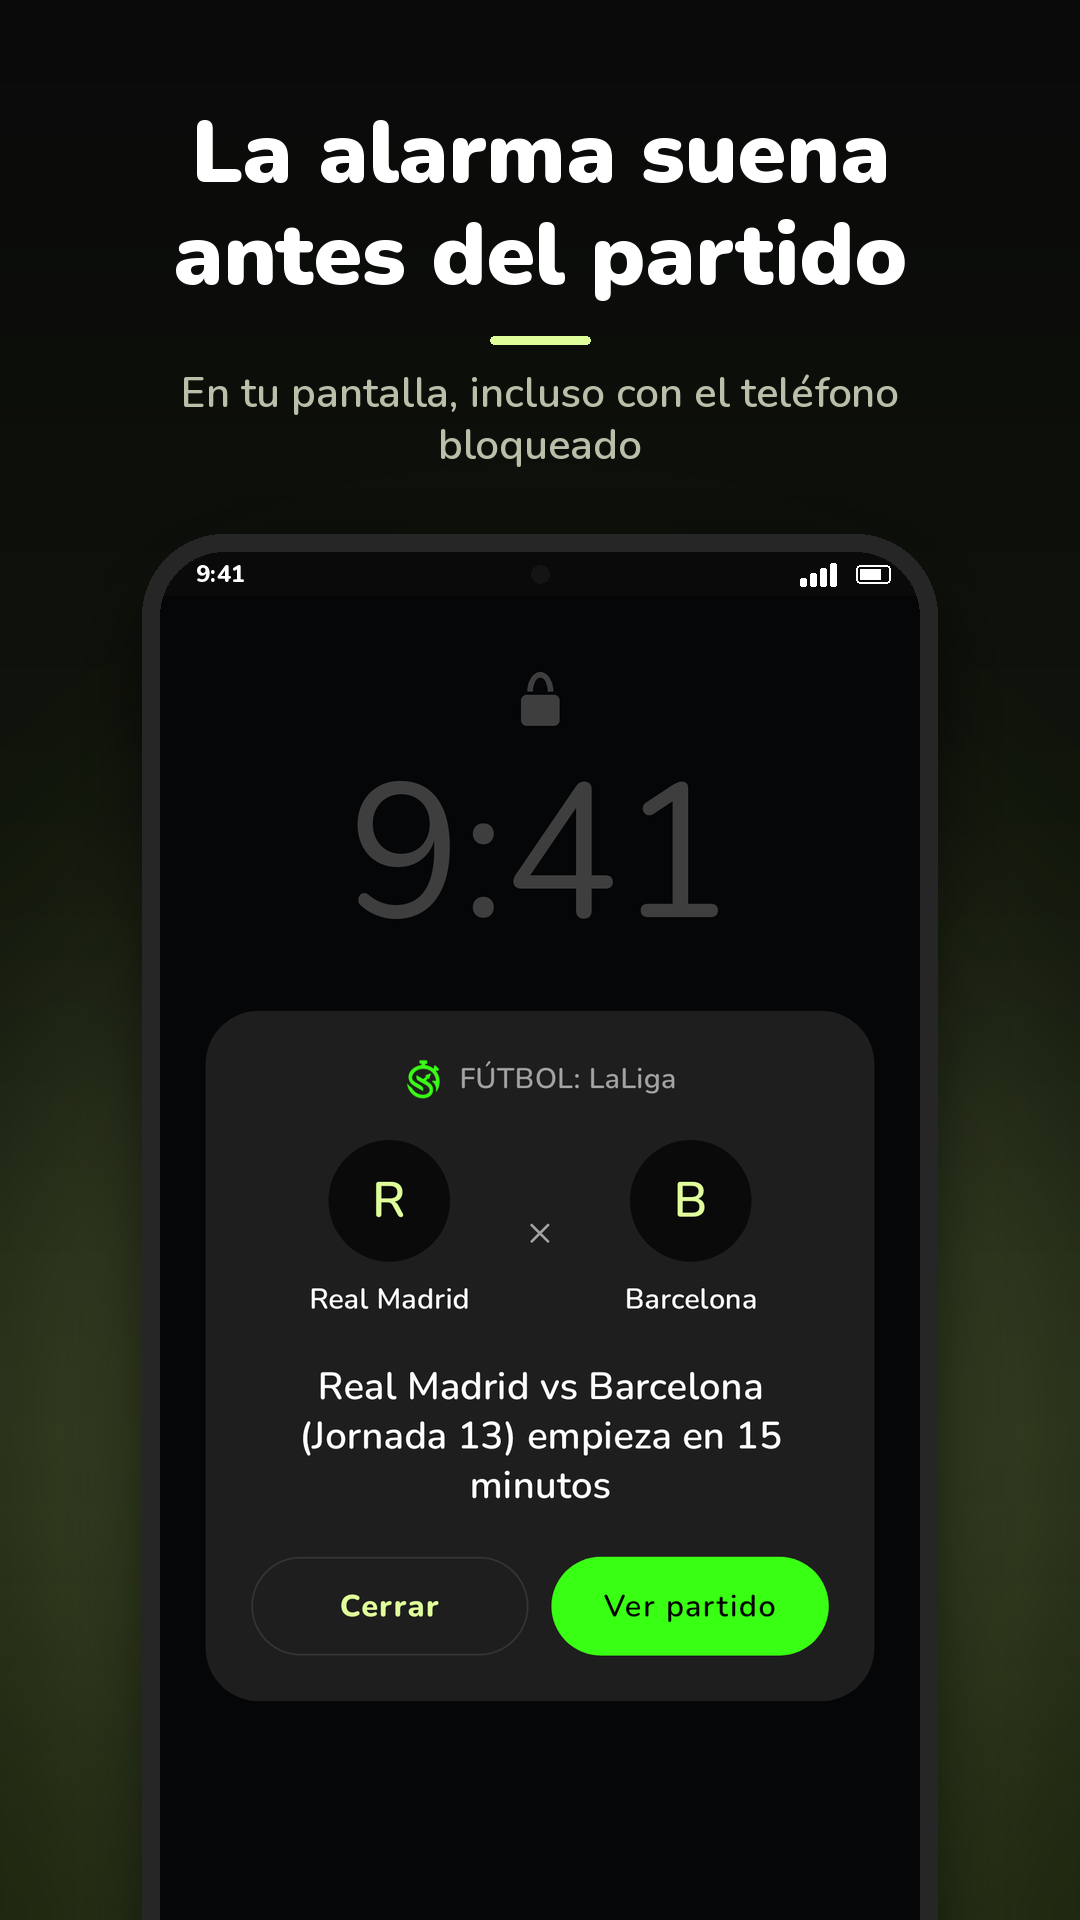 La alarma suena
antes del partido
En tu pantalla, incluso con el teléfono
bloqueado
9:41
9:41
FÚTBOL: LaLiga
R
B
×
Real Madrid
Barcelona
Real Madrid vs Barcelona
(Jornada 13) empieza en 15
minutos
Cerrar
Ver partido